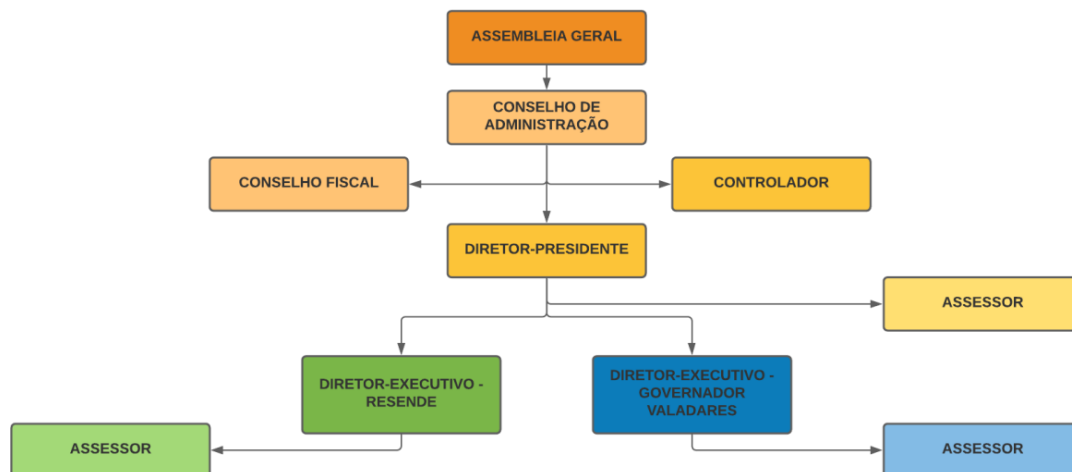 ASSEMBLEIA GERAL
CONSELHO DE
ADMINISTRAÇÃO
CONSELHO FISCAL
CONTROLADOR
DIRETOR-PRESIDENTE
ASSESSOR
DIRETOR-EXECUTIVO -
RESENDE
DIRETOR-EXECUTIVO -
GOVERNADOR
VALADARES
ASSESSOR
ASSESSOR